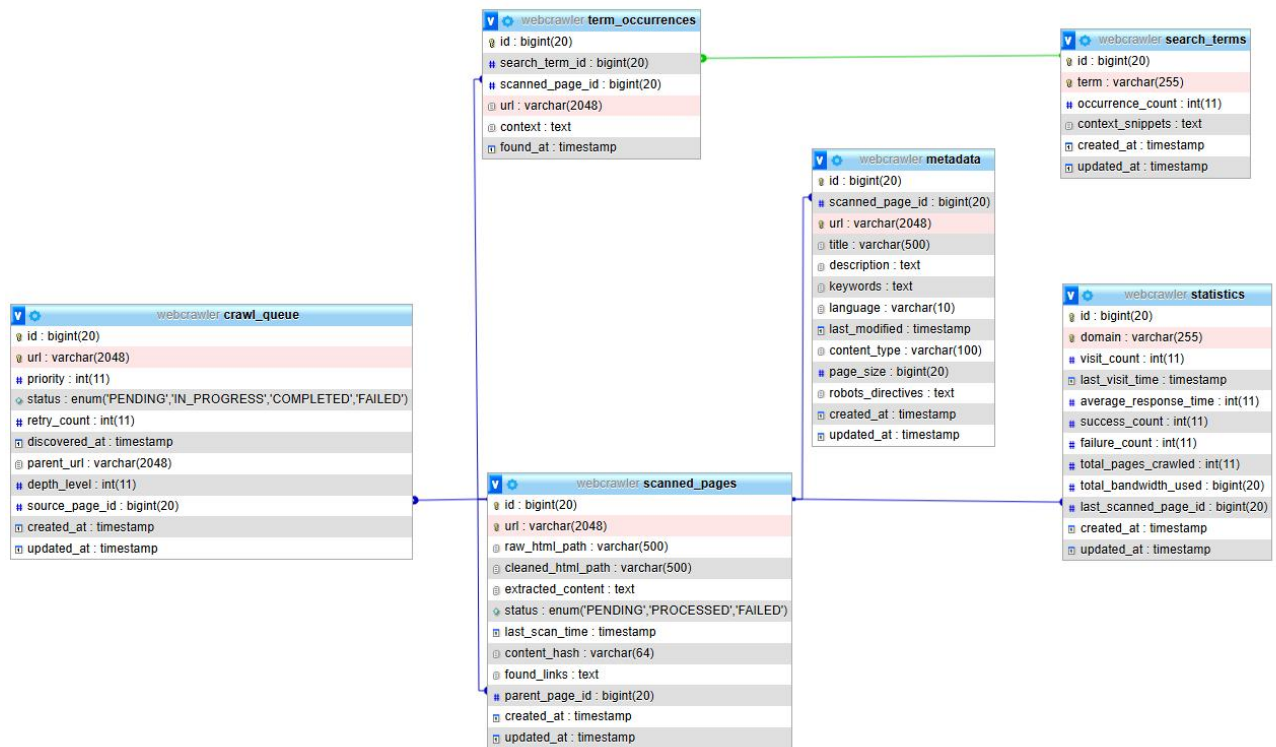 webcrawler term_occurrences
id : bigint(20)
search_term_id : bigint(20)
scanned_page_id : bigint(20)
url : varchar(2048)
context : text
found_at : timestamp
webcrawler search_terms
id : bigint(20)
term : varchar(255)
occurrence_count : int(11)
context_snippets : text
created_at : timestamp
updated_at : timestamp
webcrawler metadata
id : bigint(20)
scanned_page_id : bigint(20)
url : varchar(2048)
title : varchar(500)
description : text
keywords : text
language : varchar(10)
last_modified : timestamp
content_type : varchar(100)
page_size : bigint(20)
robots_directives : text
created_at : timestamp
updated_at : timestamp
webcrawler crawl_queue
id : bigint(20)
url : varchar(2048)
priority : int(11)
status : enum('PENDING','IN_PROGRESS','COMPLETED','FAILED')
retry_count : int(11)
discovered_at : timestamp
parent_url : varchar(2048)
depth_level : int(11)
source_page_id : bigint(20)
created_at : timestamp
updated_at : timestamp
webcrawler statistics
id : bigint(20)
domain : varchar(255)
visit_count : int(11)
last_visit_time : timestamp
average_response_time : int(11)
success_count : int(11)
failure_count : int(11)
total_pages_crawled : int(11)
total_bandwidth_used : bigint(20)
last_scanned_page_id : bigint(20)
created_at : timestamp
updated_at : timestamp
webcrawler scanned_pages
id : bigint(20)
url : varchar(2048)
raw_html_path : varchar(500)
cleaned_html_path : varchar(500)
extracted_content : text
status : enum('PENDING','PROCESSED','FAILED')
last_scan_time : timestamp
content_hash : varchar(64)
found_links : text
parent_page_id : bigint(20)
created_at : timestamp
updated_at : timestamp